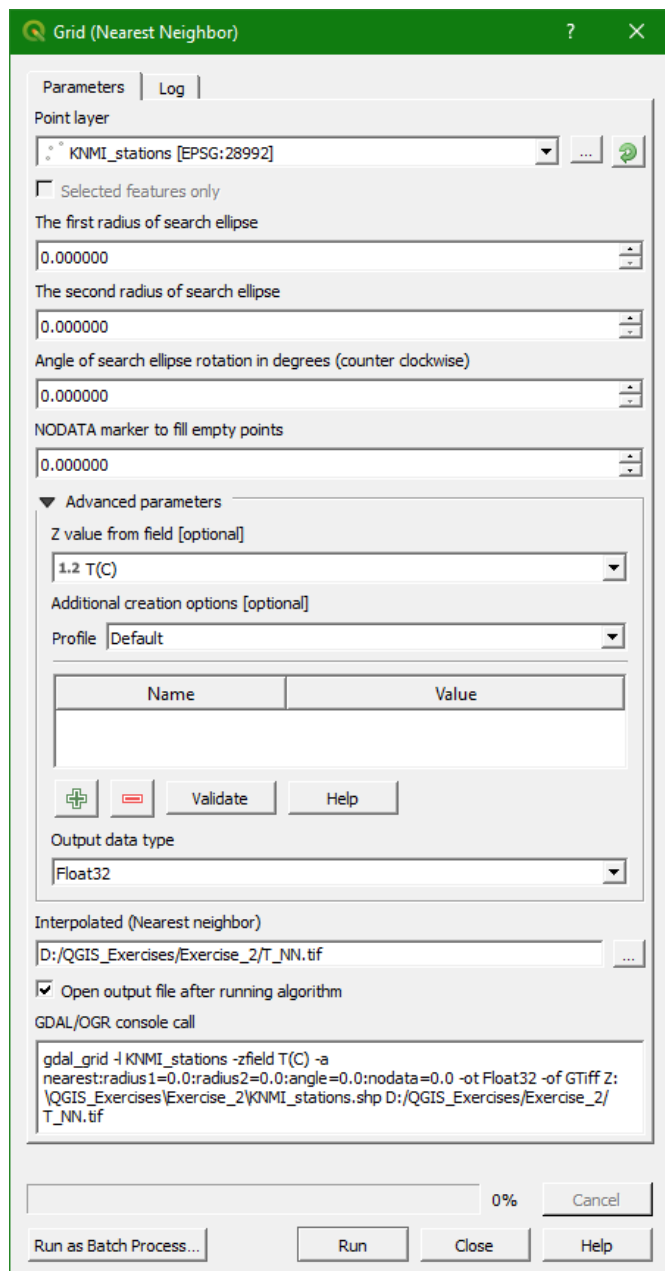 Grid (Nearest Neighbor)
?
Parameters
Log
Point layer
KNMI_stations [EPSG:28992]
...
Selected features only
The first radius of search ellipse
0.000000
The second radius of search ellipse
0.000000
Angle of search ellipse rotation in degrees (counter clockwise)
0.000000
NODATA marker to fill empty points
0.000000
Advanced parameters
Z value from field [optional]
1.2 T(C)
Additional creation options [optional]
Profile Default
Name Value
Validate Help
Output data type
Float32
Interpolated (Nearest neighbor)
D:/QGIS_Exercises/Exercise_2/T_NN.tif
...
Open output file after running algorithm
GDAL/OGR console call
gdal_grid -l KNMI_stations -zfield T(C) -a
nearest:radius1=0.0:radius2=0.0:angle=0.0:nodata=0.0 -ot Float32 -of GTiff Z:
\QGIS_Exercises\Exercise_2\KNMI_stations.shp D:/QGIS_Exercises/Exercise_2/
T_NN.tif
0% Cancel
Run as Batch Process... Run Close Help